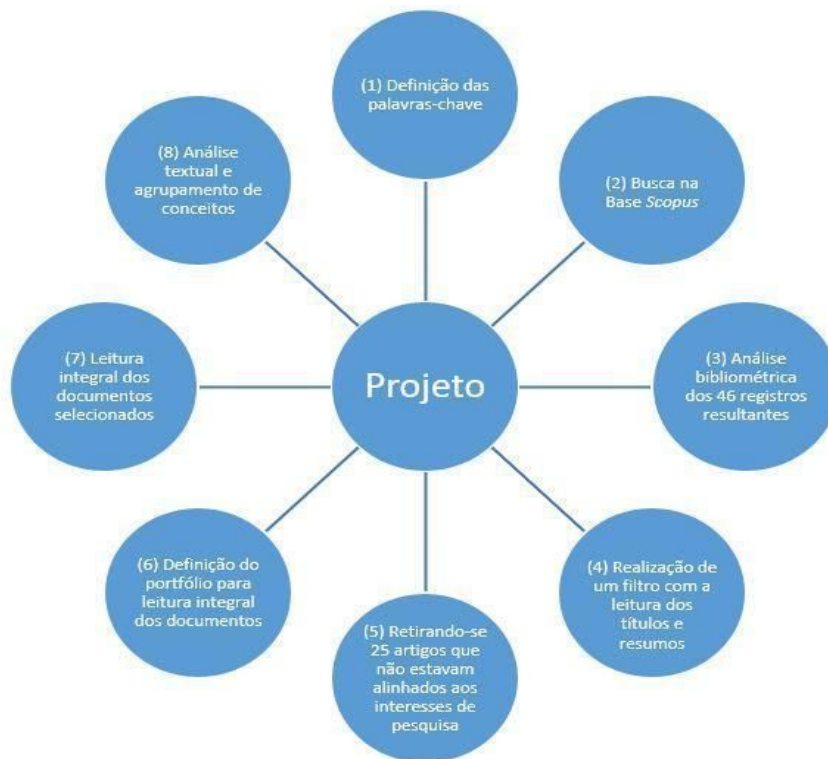 (1) Definição das
palavras-chave
(2) Busca na
Base Scopus
(3) Análise
bibliométrica
dos 46 registros
resultantes
(4) Realização de
um filtro com a
leitura dos
títulos e
resumos
(5) Retirando-se
25 artigos que
não estavam
alinhados aos
interesses de
pesquisa
(6) Definição do
portfólio para
leitura integral
dos documentos
(7) Leitura
integral dos
documentos
selecionados
(8) Análise
textual e
agrupamento de
conceitos
Projeto